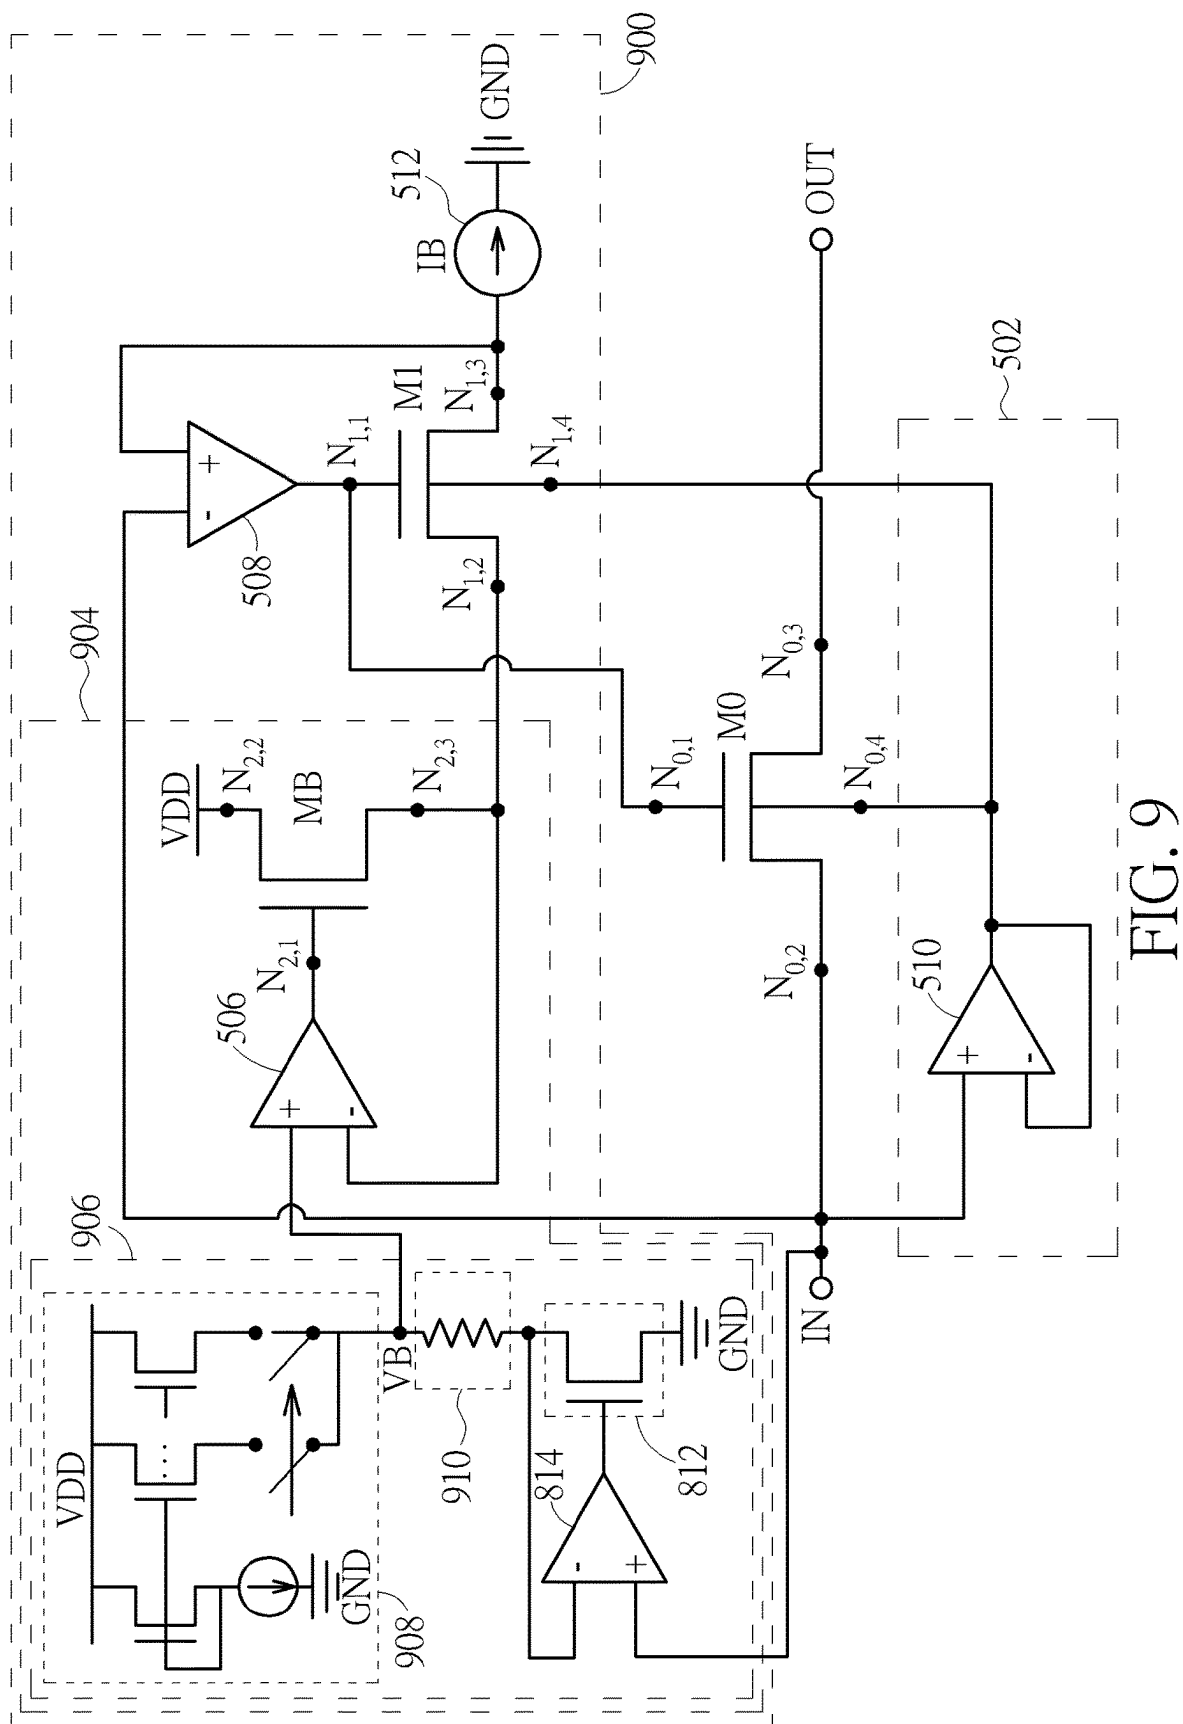 900
904
906
VDD
GND
908
VB
910
814
812
GND
506
N2,1
VDD
N2,2
MB
N2,3
508
-
+
N1,1
M1
N1,2
N1,3
N1,4
IB
512
GND
+
-
-
+
IN
N0,1
M0
N0,2
N0,3
N0,4
OUT
510
+
-
502
FIG. 9